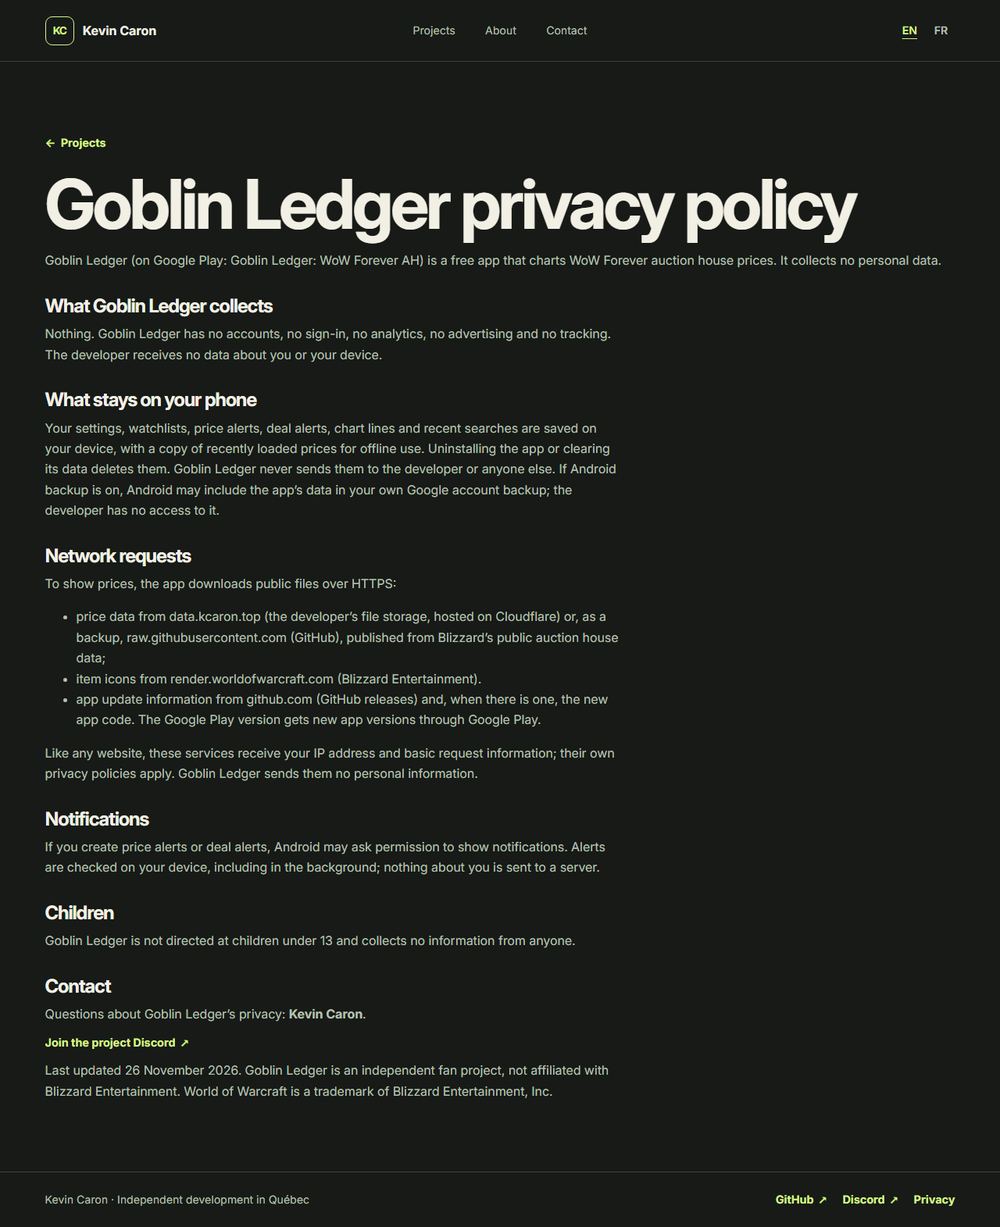 KC Kevin Caron
Projects About Contact
EN FR
← Projects
Goblin Ledger privacy policy
Goblin Ledger (on Google Play: Goblin Ledger: WoW Forever AH) is a free app that charts WoW Forever auction house prices. It collects no personal data.
What Goblin Ledger collects
Nothing. Goblin Ledger has no accounts, no sign-in, no analytics, no advertising and no tracking.
The developer receives no data about you or your device.
What stays on your phone
Your settings, watchlists, price alerts, deal alerts, chart lines and recent searches are saved on
your device, with a copy of recently loaded prices for offline use. Uninstalling the app or clearing
its data deletes them. Goblin Ledger never sends them to the developer or anyone else. If Android
backup is on, Android may include the app’s data in your own Google account backup; the
developer has no access to it.
Network requests
To show prices, the app downloads public files over HTTPS:
• price data from data.kcaron.top (the developer’s file storage, hosted on Cloudflare) or, as a
backup, raw.githubusercontent.com (GitHub), published from Blizzard’s public auction house
data;
• item icons from render.worldofwarcraft.com (Blizzard Entertainment).
• app update information from github.com (GitHub releases) and, when there is one, the new
app code. The Google Play version gets new app versions through Google Play.
Like any website, these services receive your IP address and basic request information; their own
privacy policies apply. Goblin Ledger sends them no personal information.
Notifications
If you create price alerts or deal alerts, Android may ask permission to show notifications. Alerts
are checked on your device, including in the background; nothing about you is sent to a server.
Children
Goblin Ledger is not directed at children under 13 and collects no information from anyone.
Contact
Questions about Goblin Ledger’s privacy: Kevin Caron.
Join the project Discord ↗
Last updated 26 November 2026. Goblin Ledger is an independent fan project, not affiliated with
Blizzard Entertainment. World of Warcraft is a trademark of Blizzard Entertainment, Inc.
Kevin Caron · Independent development in Québec
GitHub ↗ Discord ↗ Privacy